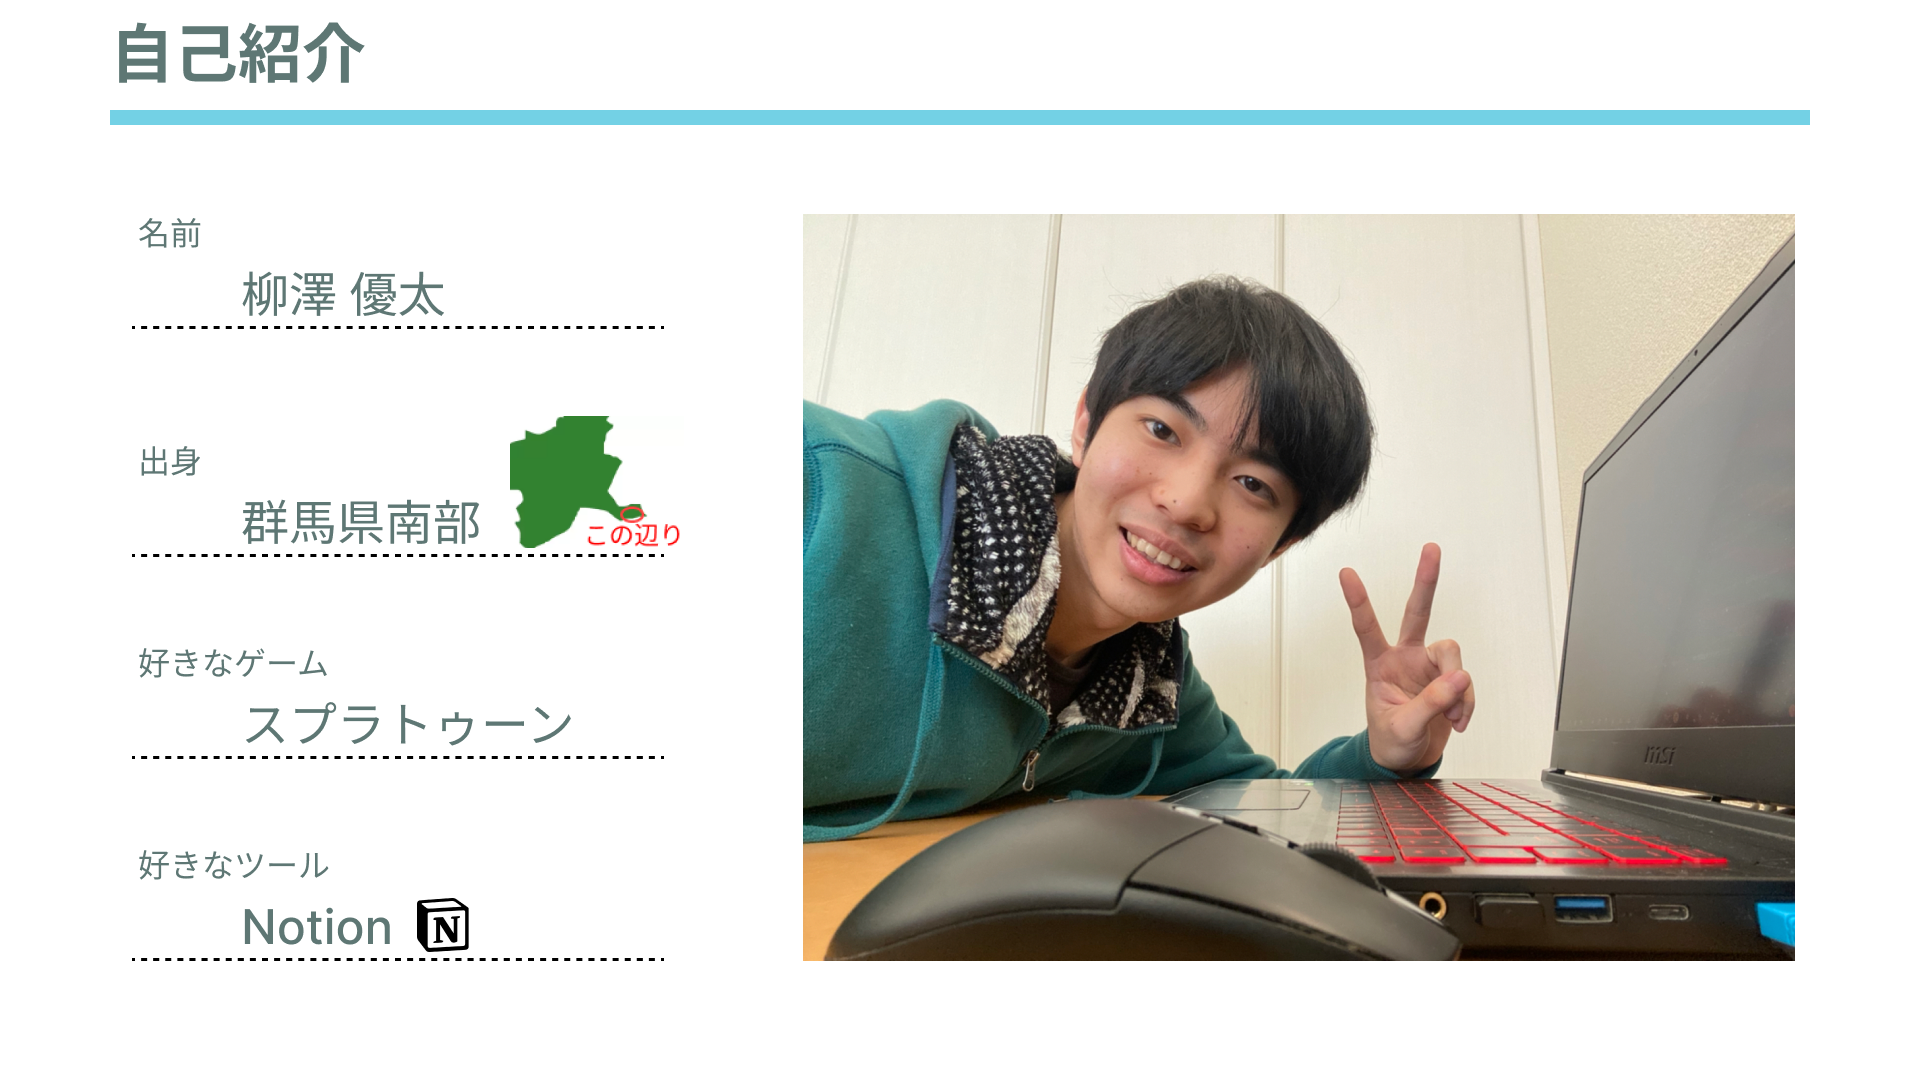 自己紹介
名前
柳澤 優太
出身
群馬県南部
この辺り
好きなゲーム
スプラトゥーン
好きなツール
Notion N
msi